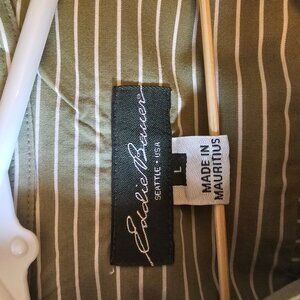 Eddie Bauer
SEATTLE • USA
L
MADE IN
MAURITIUS